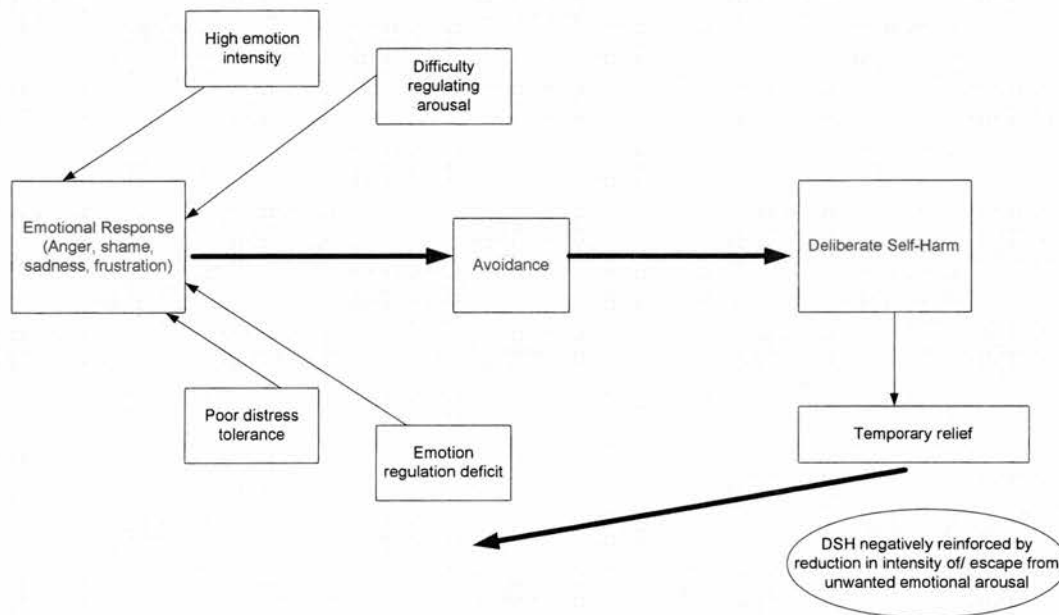 High emotion
intensity
Difficulty
regulating
arousal
Emotional Response
(Anger, shame,
sadness, frustration)
Avoidance
Deliberate Self-Harm
Poor distress
tolerance
Emotion
regulation deficit
Temporary relief
DSH negatively reinforced by
reduction in intensity of/ escape from
unwanted emotional arousal